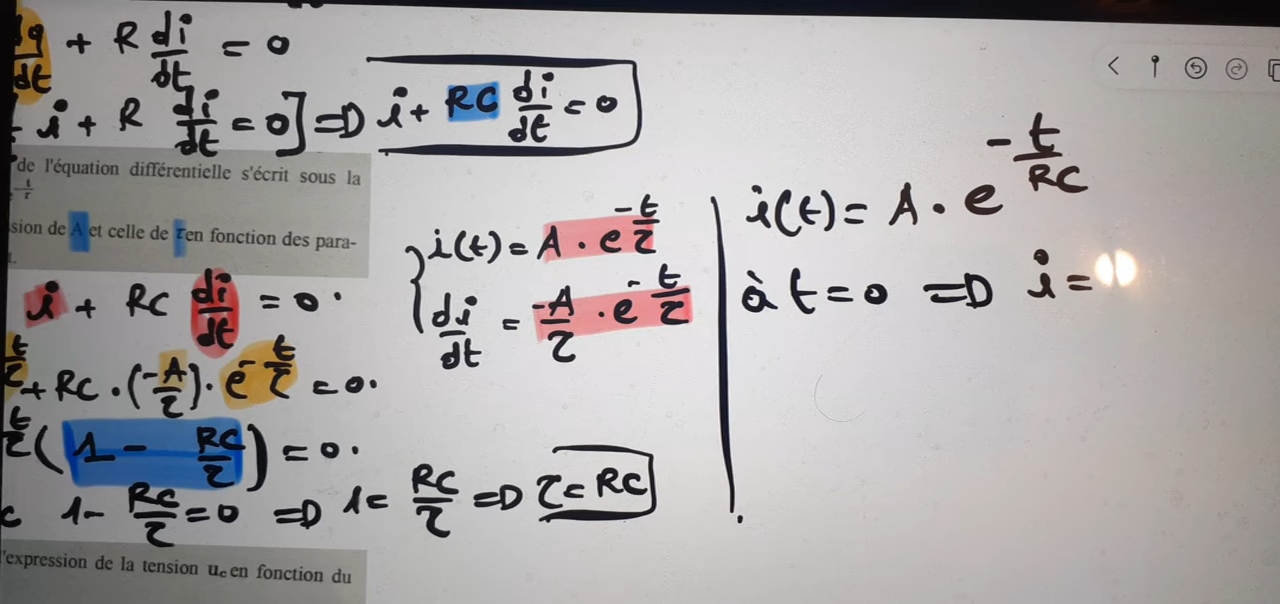 dq/dt + R di/dt = 0
i + R di/dt = 0] => i + RC di/dt = 0
de l'équation différentielle s'écrit sous la
-t/τ
sion de A et celle de τ en fonction des para-
i + RC di/dt = 0.
t/τ + RC · (-A/τ) · e^-t/τ = 0.
t/τ (1 - RC/τ) = 0.
c 1 - RC/τ = 0 => 1 = RC/τ => τ = RC
l'expression de la tension uc en fonction du
i(t) = A · e^-t/τ
di/dt = -A/τ · e^-t/τ
i(t) = A · e^-t/RC
à t = 0 => i =